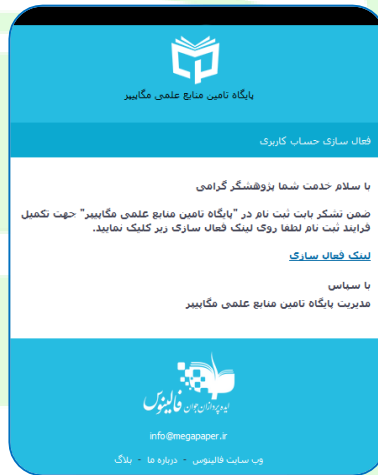 پایگاه تامین منابع علمی مگاپیپر
فعال سازی حساب کاربری
با سلام خدمت شما پژوهشگر گرامی
ضمن تشکر بابت ثبت نام در "پایگاه تامین منابع علمی مگاپیپر" جهت تکمیل
فرایند ثبت نام لطفا روی لینک فعال سازی زیر کلیک نمایید.
لینک فعال سازی
با سپاس
مدیریت پایگاه تامین منابع علمی مگاپیپر
ایده‌پردازان جوان فالینوس
info@megapaper.ir
وب سایت فالینوس - درباره ما - بلاگ